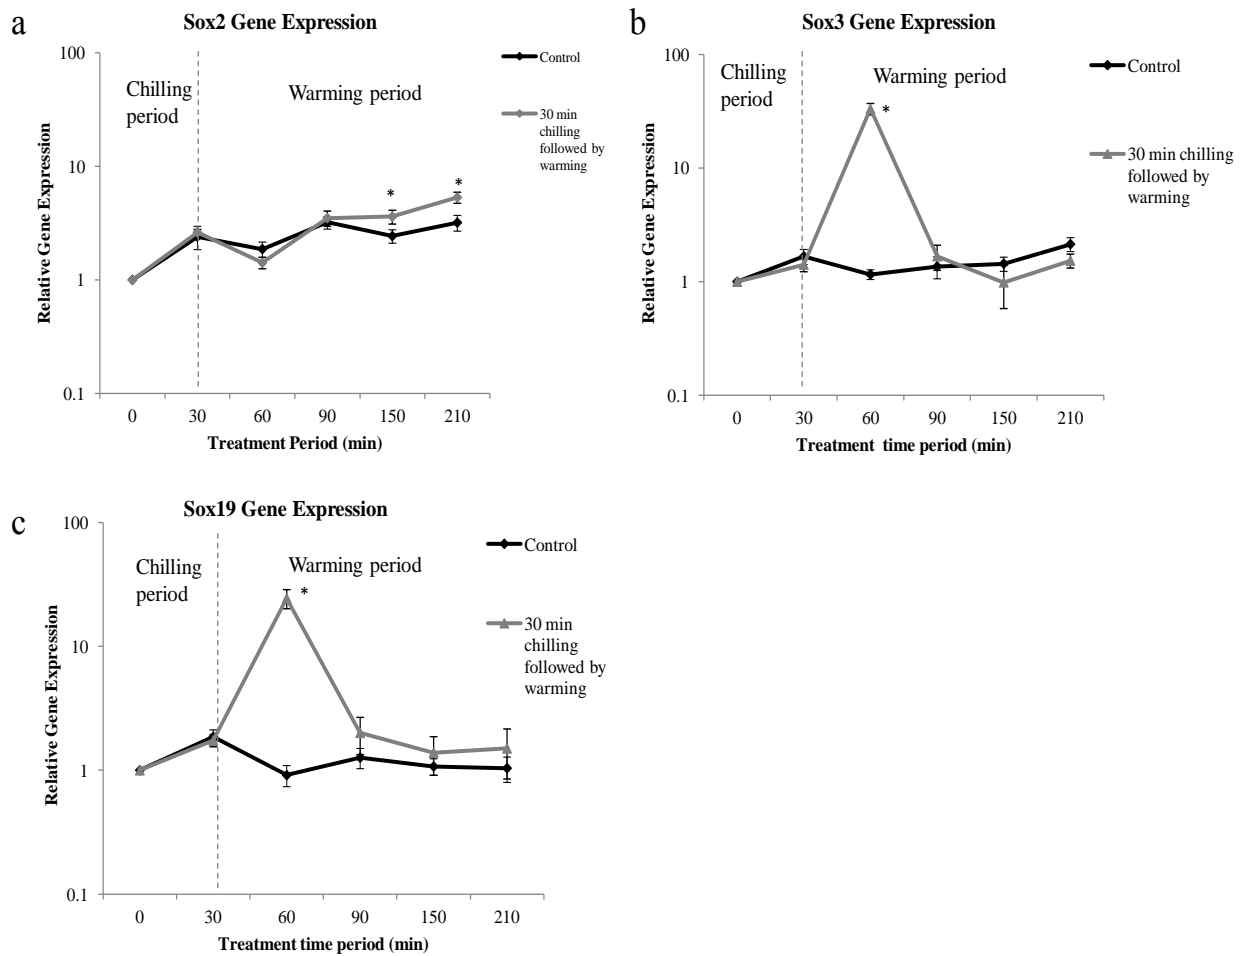 a
Sox2 Gene Expression
100
10
1
0.1
Relative Gene Expression
Chilling
period
Warming period
*
*
0 30 60 90 150 210
Treatment Period (min)
Control
30 min
chilling
followed by
warming
b
Sox3 Gene Expression
100
10
1
0.1
Relative Gene Expression
Chilling
period
Warming period
*
0 30 60 90 150 210
Treatment time period (min)
Control
30 min chilling
followed by
warming
c
Sox19 Gene Expression
100
10
1
0.1
Relative Gene Expression
Chilling
period
Warming period
*
0 30 60 90 150 210
Treatment time period (min)
Control
30 min
chilling
followed by
warming